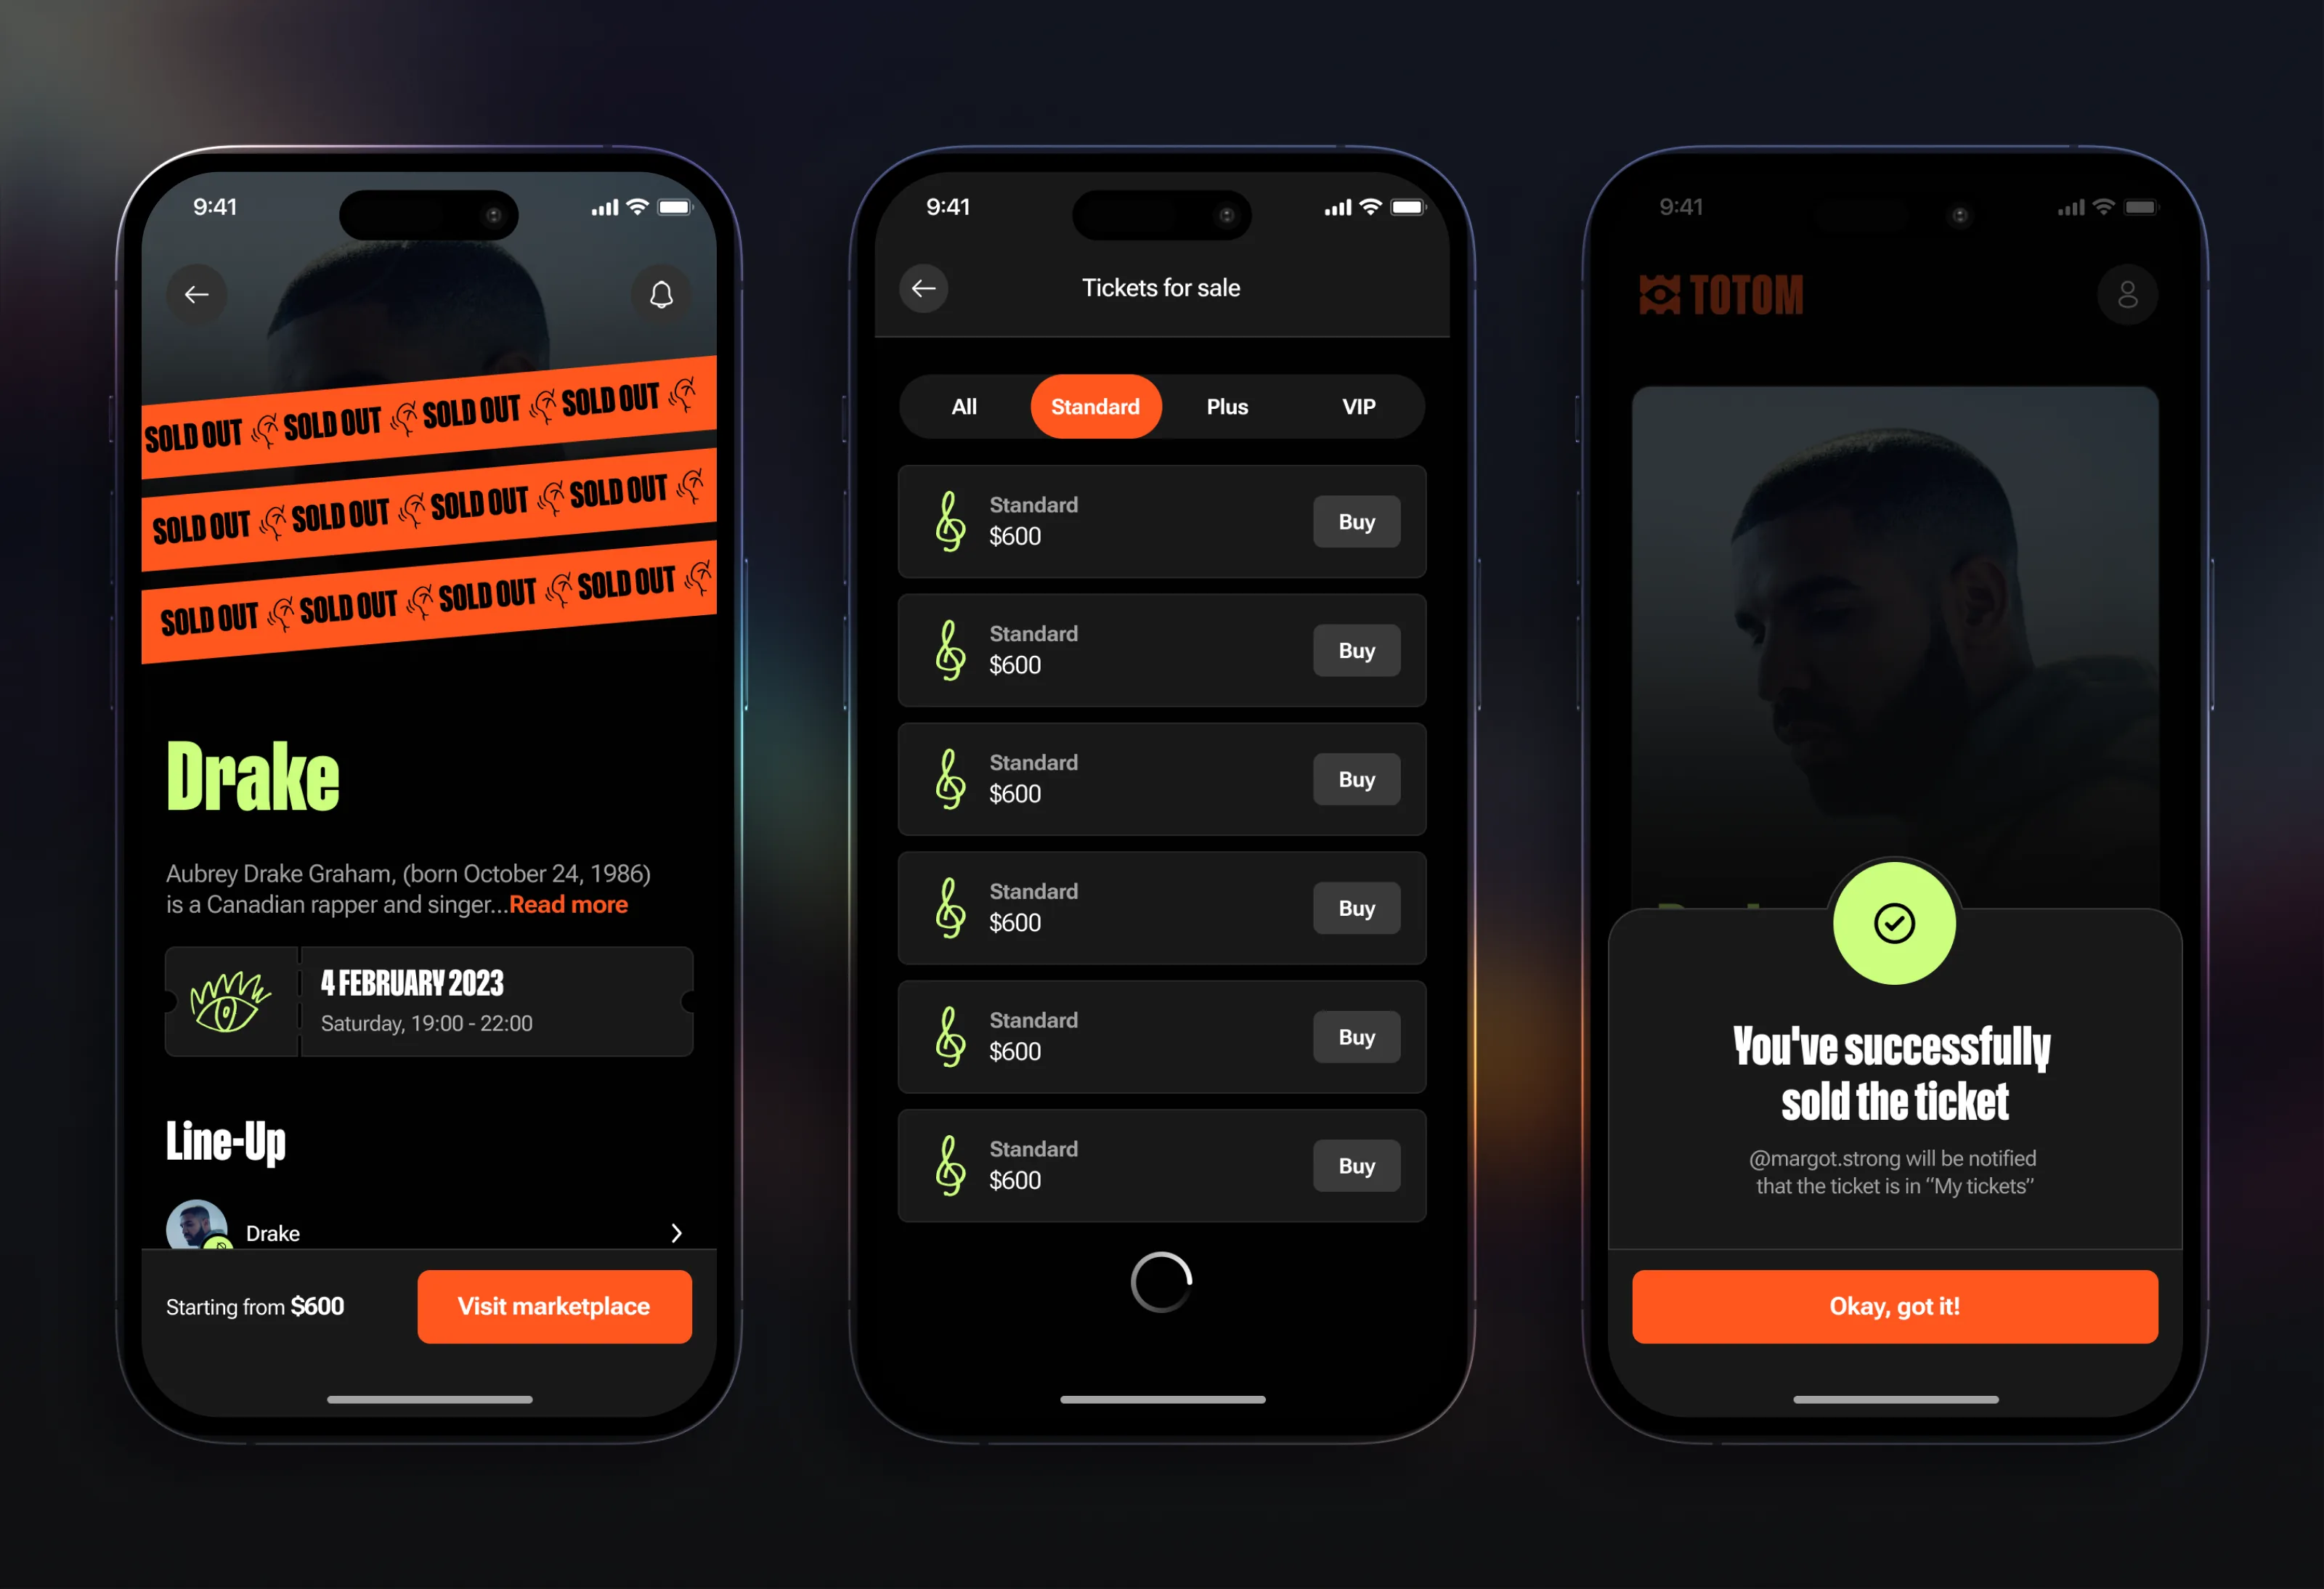 9:41
SOLD OUT SOLD OUT SOLD OUT SOLD OUT
SOLD OUT SOLD OUT SOLD OUT SOLD OUT
SOLD OUT SOLD OUT SOLD OUT SOLD OUT
Drake
Aubrey Drake Graham, (born October 24, 1986)
is a Canadian rapper and singer...Read more
4 FEBRUARY 2023
Saturday, 19:00 - 22:00
Line-Up
Drake
Starting from $600
Visit marketplace
9:41
Tickets for sale
All Standard Plus VIP
Standard
$600
Buy
Standard
$600
Buy
Standard
$600
Buy
Standard
$600
Buy
Standard
$600
Buy
Standard
$600
Buy
9:41
TOTOM
You've successfully
sold the ticket
@margot.strong will be notified
that the ticket is in “My tickets”
Okay, got it!